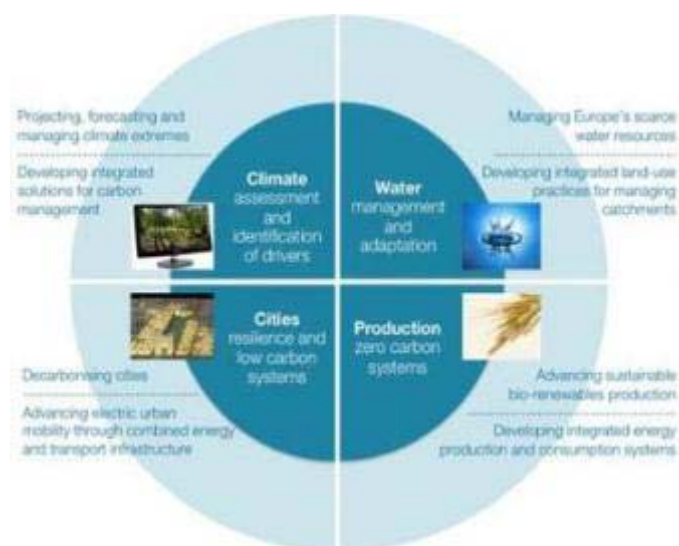 Projecting, forecasting and
managing climate extremes
Developing integrated
solutions for carbon
management
Climate
assessment
and
identification
of drivers
Water
management
and
adaptation
Managing Europe's scarce
water resources
Developing integrated land-use
practices for managing
catchments
Cities
resilience and
low carbon
systems
Production
zero carbon
systems
Decarbonising cities
Advancing electric urban
mobility through combined energy
and transport infrastructure
Advancing sustainable
bio-renewables production
Developing integrated energy
production and consumption systems